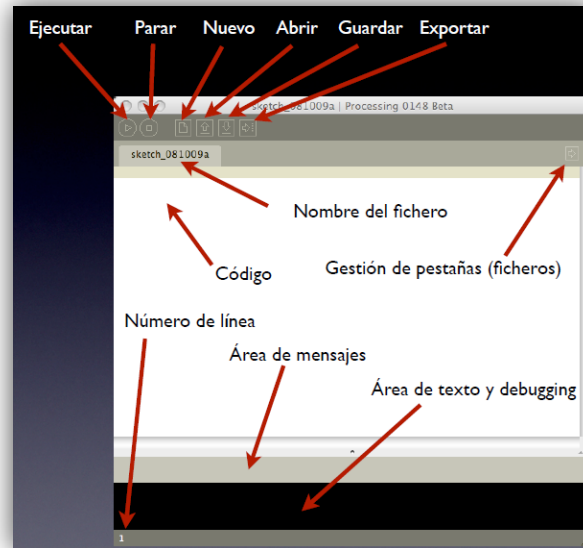 Ejecutar Parar Nuevo Abrir Guardar Exportar
sketch_081009a | Processing 0148 Beta
sketch_081009a
Nombre del fichero
Código
Gestión de pestañas (ficheros)
Número de línea
Área de mensajes
Área de texto y debugging
1